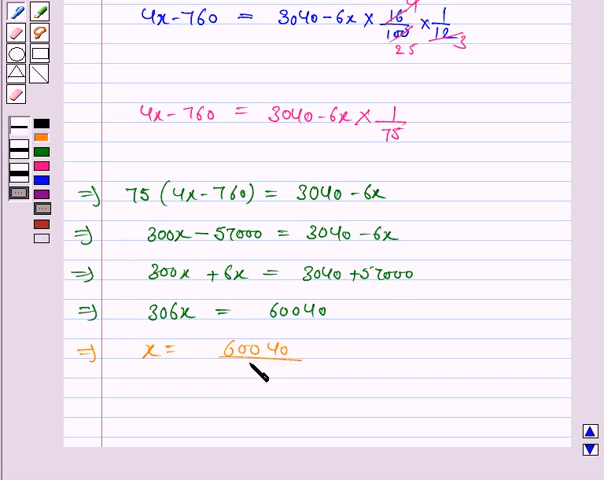 4x - 760 = 3040 - 6x × 16/100 × 1/12
4
25 3
4x - 760 = 3040 - 6x × 1/75
⇒ 75 (4x - 760) = 3040 - 6x
⇒ 300x - 57000 = 3040 - 6x
⇒ 300x + 6x = 3040 + 57000
⇒ 306x = 60040
⇒ x = 60040